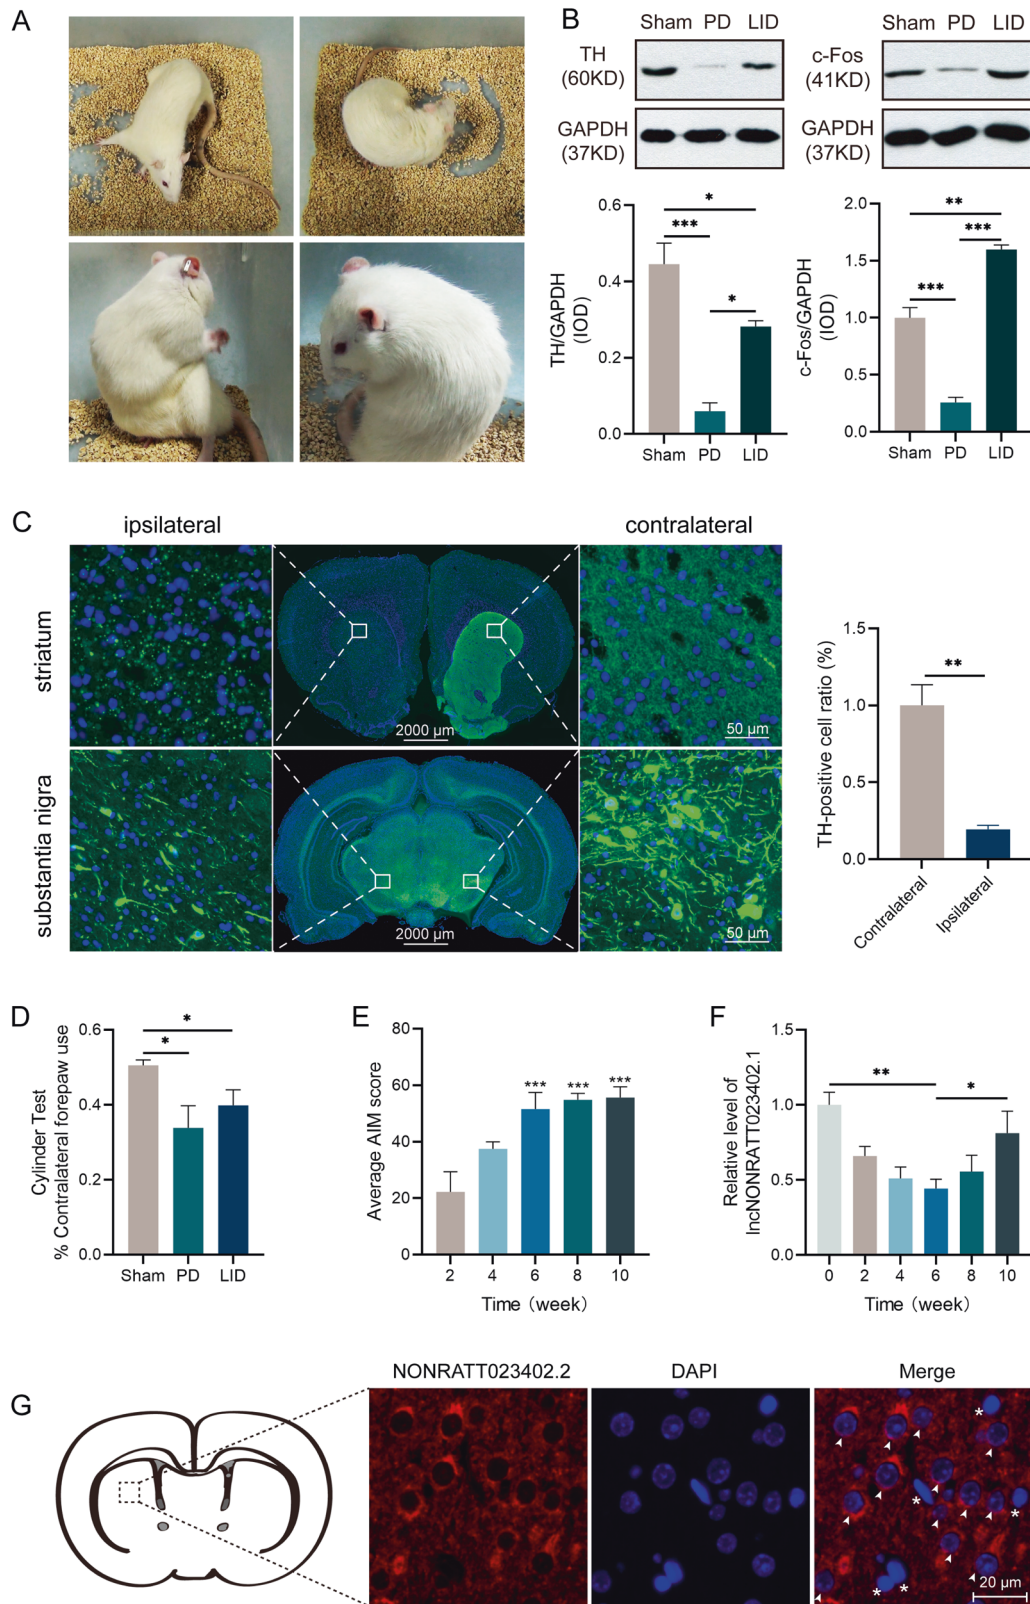 A
B
Sham PD LID
TH
(60KD)
GAPDH
(37KD)
Sham PD LID
c-Fos
(41KD)
GAPDH
(37KD)
TH/GAPDH
(IOD)
0.6
0.4
0.2
0.0
*
***
*
Sham PD LID
c-Fos/GAPDH
(IOD)
2.0
1.5
1.0
0.5
0.0
**
***
***
Sham PD LID
C
ipsilateral
contralateral
striatum
2000 µm
50 µm
substantia nigra
2000 µm
50 µm
TH-positive cell ratio (%)
1.5
1.0
0.5
0.0
**
Contralateral
Ipsilateral
D
Cylinder Test
% Contralateral forepaw use
0.6
0.4
0.2
0.0
*
*
Sham PD LID
E
Average AIM score
80
60
40
20
0
*** *** ***
2 4 6 8 10
Time (week)
F
Relative level of
lncNONRATT023402.1
1.5
1.0
0.5
0.0
**
*
0 2 4 6 8 10
Time (week)
G
NONRATT023402.2
DAPI
Merge
*
*
*
* *
20 µm